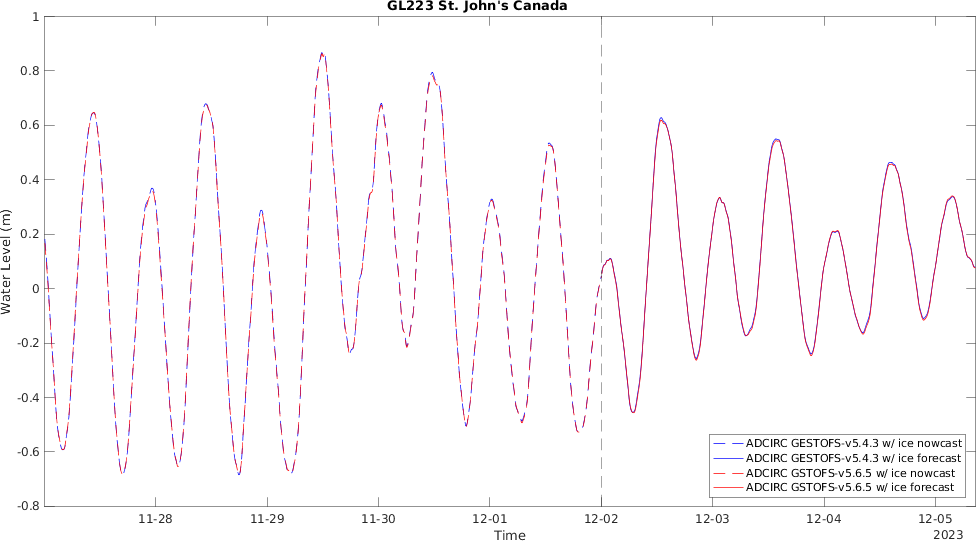 GL223 St. John's Canada
1
0.8
0.6
0.4
0.2
0
-0.2
-0.4
-0.6
-0.8
Water Level (m)
11-28 11-29 11-30 12-01 12-02 12-03 12-04 12-05
Time
2023
ADCIRC GESTOFS-v5.4.3 w/ ice nowcast
ADCIRC GESTOFS-v5.4.3 w/ ice forecast
ADCIRC GSTOFS-v5.6.5 w/ ice nowcast
ADCIRC GSTOFS-v5.6.5 w/ ice forecast